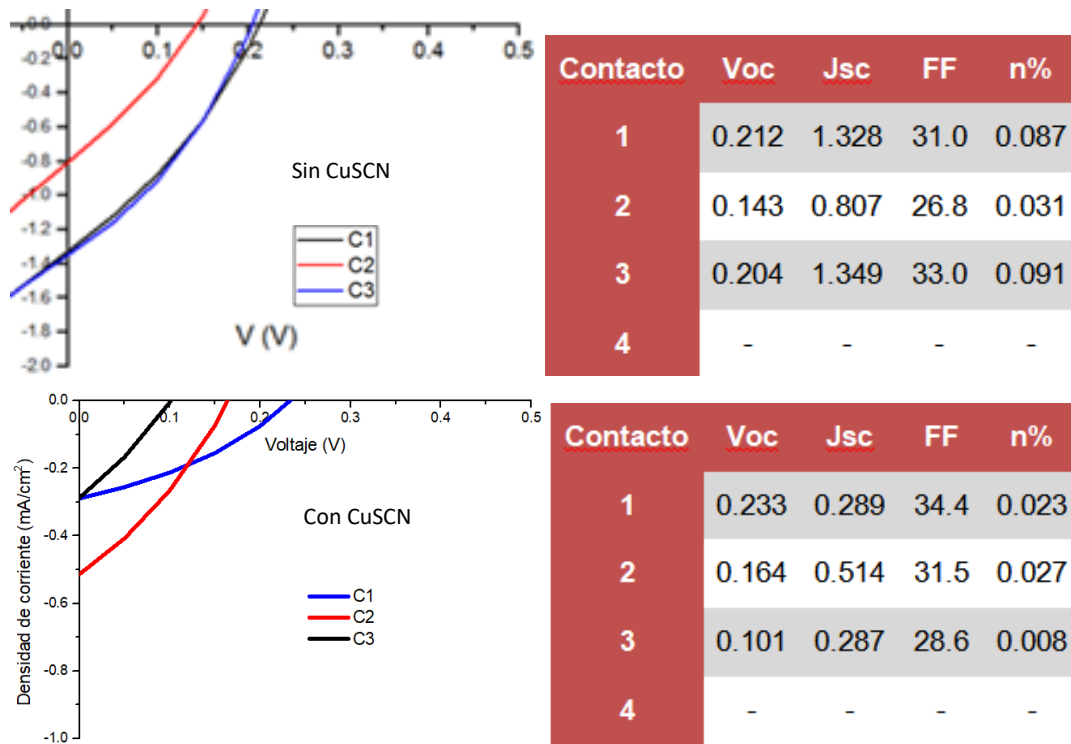 0.0 0.1 0.2 0.3 0.4 0.5
-0.2
-0.4
-0.6
-0.8
-1.0
-1.2
-1.4
-1.6
-1.8
-2.0
Sin CuSCN
C1
C2
C3
V (V)
Contacto Voc Jsc FF n%
1 0.212 1.328 31.0 0.087
2 0.143 0.807 26.8 0.031
3 0.204 1.349 33.0 0.091
4 - - - -
0.0 0.0 0.1 0.2 0.3 0.4 0.5
Voltaje (V)
-0.2
-0.4
-0.6
-0.8
-1.0
Densidad de corriente (mA/cm²)
Con CuSCN
C1
C2
C3
Contacto Voc Jsc FF n%
1 0.233 0.289 34.4 0.023
2 0.164 0.514 31.5 0.027
3 0.101 0.287 28.6 0.008
4 - - - -